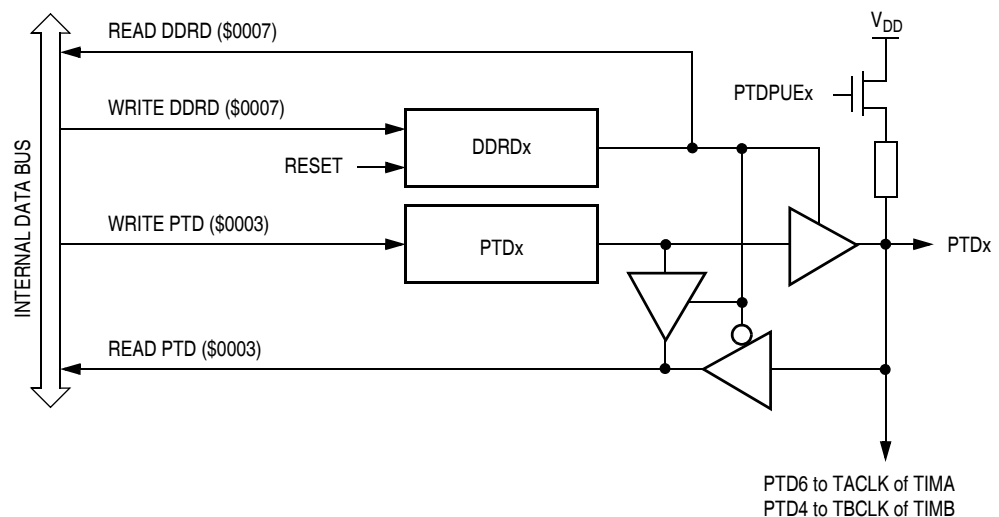 READ DDRD ($0007)
V_DD
WRITE DDRD ($0007)
PTDPUEx
DDRDx
RESET
INTERNAL DATA BUS
WRITE PTD ($0003)
PTDx
PTDx
READ PTD ($0003)
PTD6 to TACLK of TIMA
PTD4 to TBCLK of TIMB